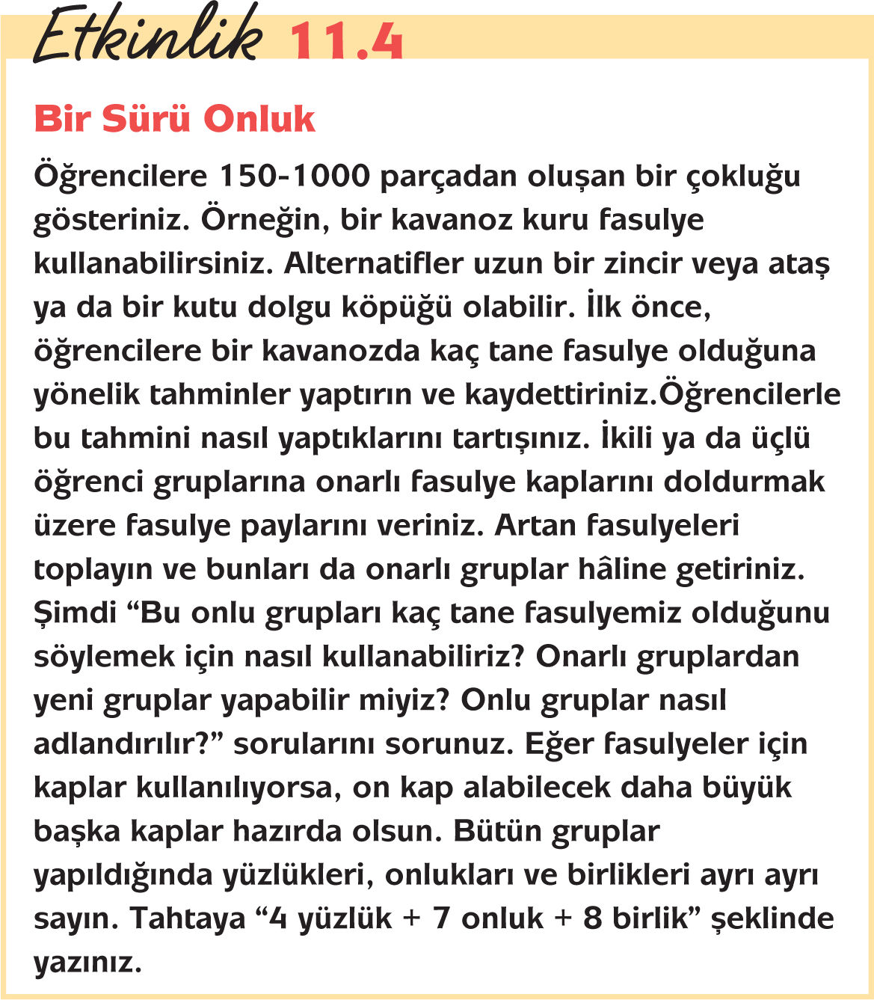 Etkinlik 11.4
Bir Sürü Onluk
Öğrencilere 150-1000 parçadan oluşan bir çokluğu
gösteriniz. Örneğin, bir kavanoz kuru fasulye
kullanabilirsiniz. Alternatifler uzun bir zincir veya ataş
ya da bir kutu dolgu köpüğü olabilir. İlk önce,
öğrencilere bir kavanozda kaç tane fasulye olduğuna
yönelik tahminler yaptırın ve kaydettiriniz.Öğrencilerle
bu tahmini nasıl yaptıklarını tartışınız. İkili ya da üçlü
öğrenci gruplarına onarlı fasulye kaplarını doldurmak
üzere fasulye paylarını veriniz. Artan fasulyeleri
toplayın ve bunları da onarlı gruplar hâline getiriniz.
Şimdi “Bu onlu grupları kaç tane fasulyemiz olduğunu
söylemek için nasıl kullanabiliriz? Onarlı gruplardan
yeni gruplar yapabilir miyiz? Onlu gruplar nasıl
adlandırılır?” sorularını sorunuz. Eğer fasulyeler için
kaplar kullanılıyorsa, on kap alabilecek daha büyük
başka kaplar hazırda olsun. Bütün gruplar
yapıldığında yüzlükleri, onlukları ve birlikleri ayrı ayrı
sayın. Tahtaya “4 yüzlük + 7 onluk + 8 birlik” şeklinde
yazınız.